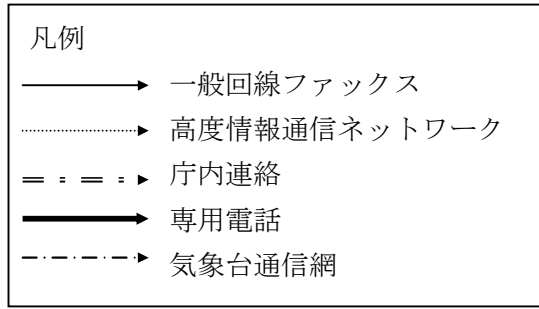 凡例
一般回線ファックス
高度情報通信ネットワーク
庁内連絡
専用電話
気象台通信網